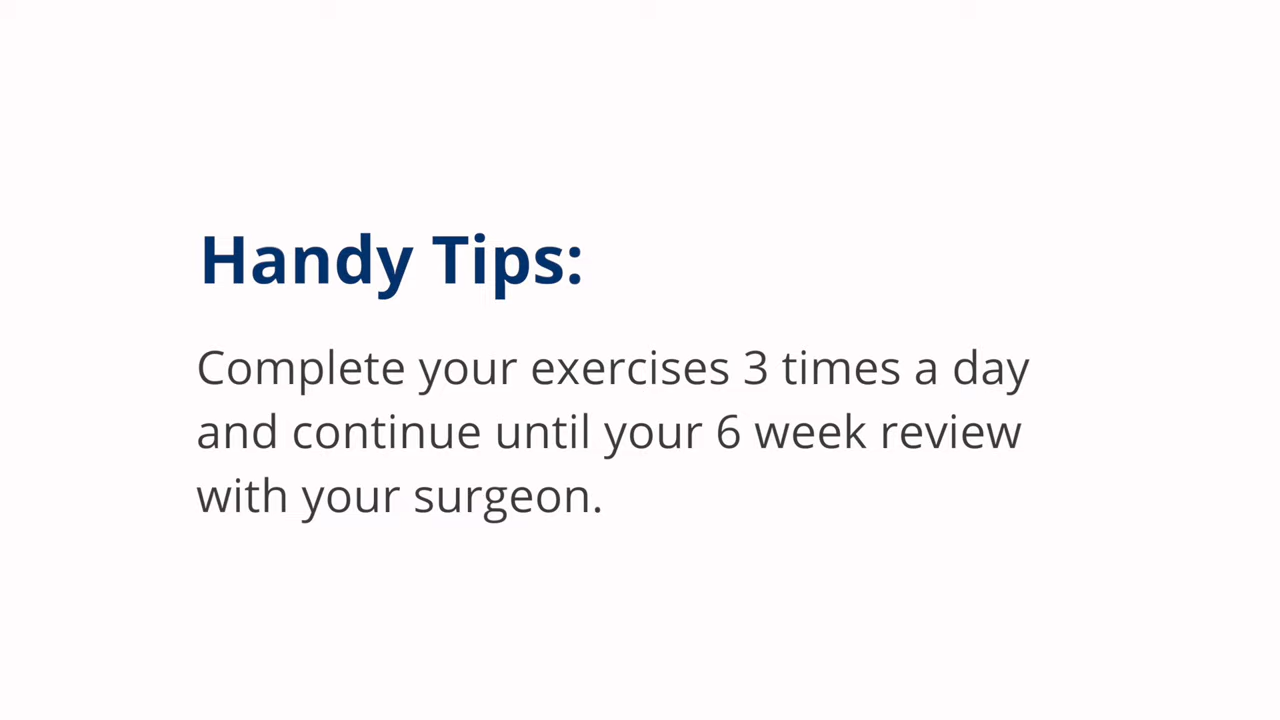 Handy Tips:
Complete your exercises 3 times a day
and continue until your 6 week review
with your surgeon.